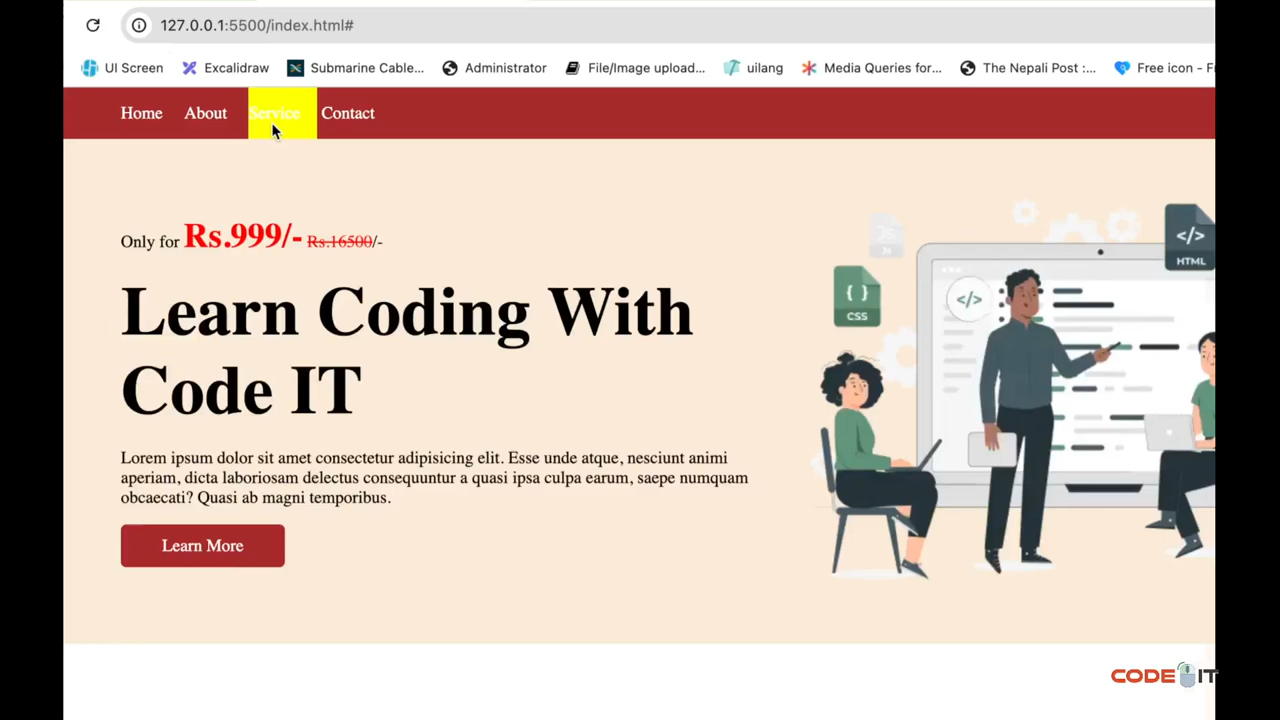 127.0.0.1:5500/index.html#
UI Screen Excalidraw Submarine Cable... Administrator File/Image upload... uilang Media Queries for... The Nepali Post :... Free icon - F
Home About Service Contact
Only for Rs.999/- Rs.16500/-
Learn Coding With
Code IT
Lorem ipsum dolor sit amet consectetur adipisicing elit. Esse unde atque, nesciunt animi
aperiam, dicta laboriosam delectus consequuntur a quasi ipsa culpa earum, saepe numquam
obcaecati? Quasi ab magni temporibus.
Learn More
JS
Js
</>
HTML
{ }
CSS
</>
CODE IT